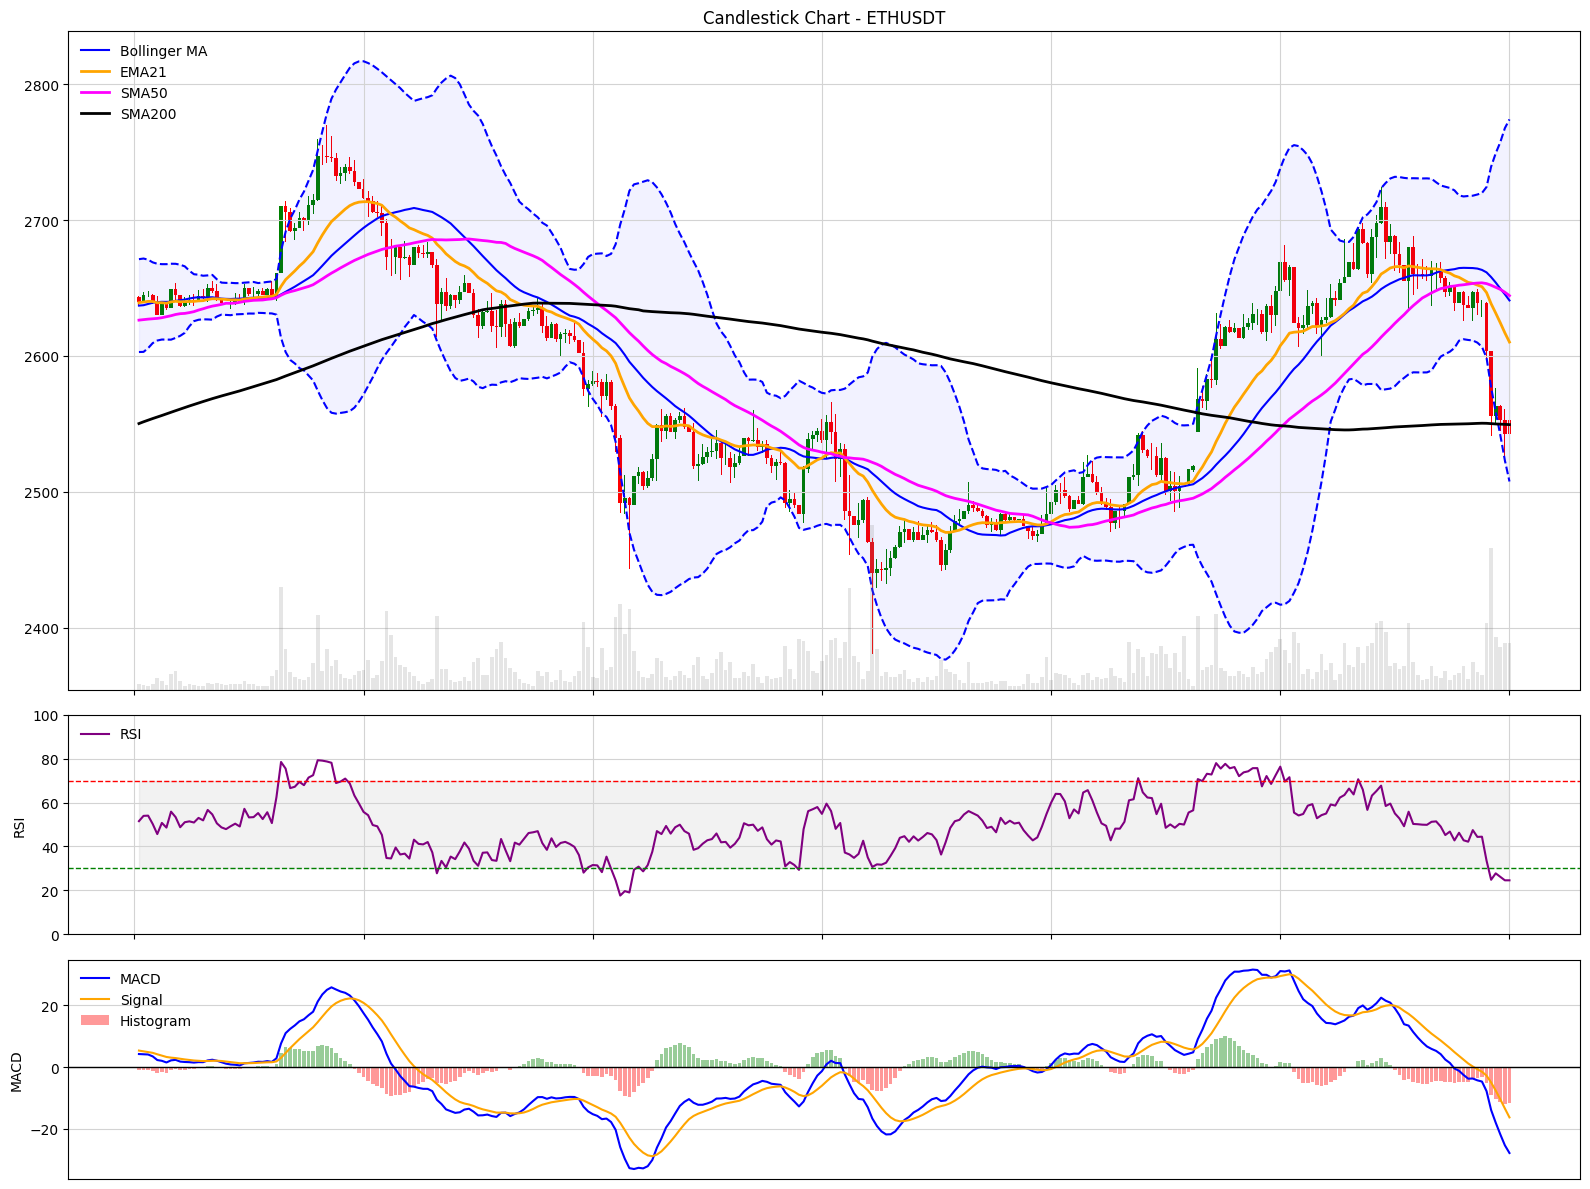 Candlestick Chart - ETHUSDT
Bollinger MA
EMA21
SMA50
SMA200
2800
2700
2600
2500
2400
RSI
100
80
60
40
20
0
RSI
MACD
Signal
Histogram
20
0
−20
MACD